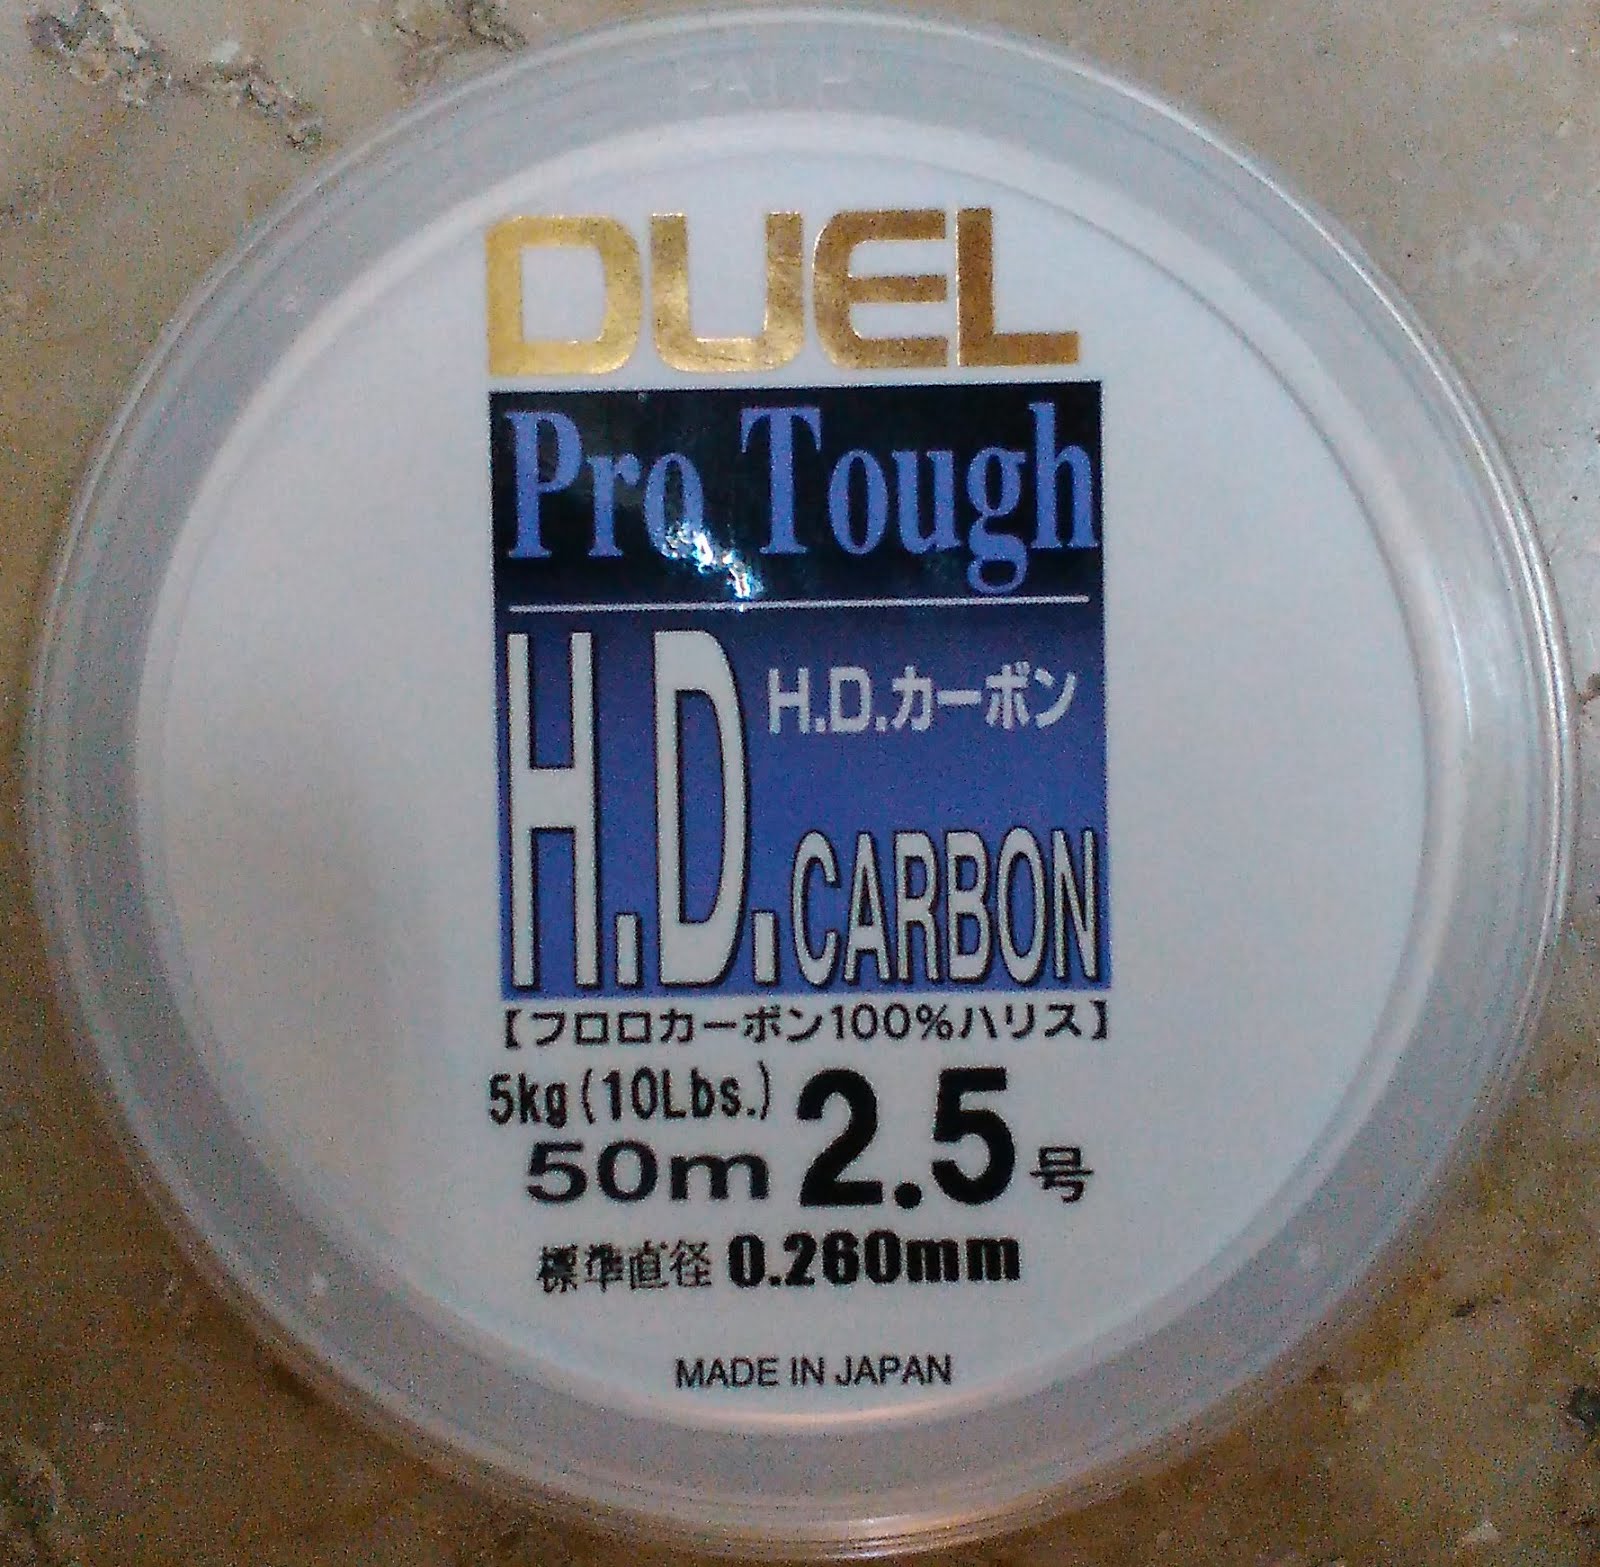 DUEL
Pro Tough
H.D.カーボン
H.D.CARBON
【フロロカーボン100%ハリス】
5kg(10Lbs.)
50m 2.5号
標準直径 0.260mm
MADE IN JAPAN